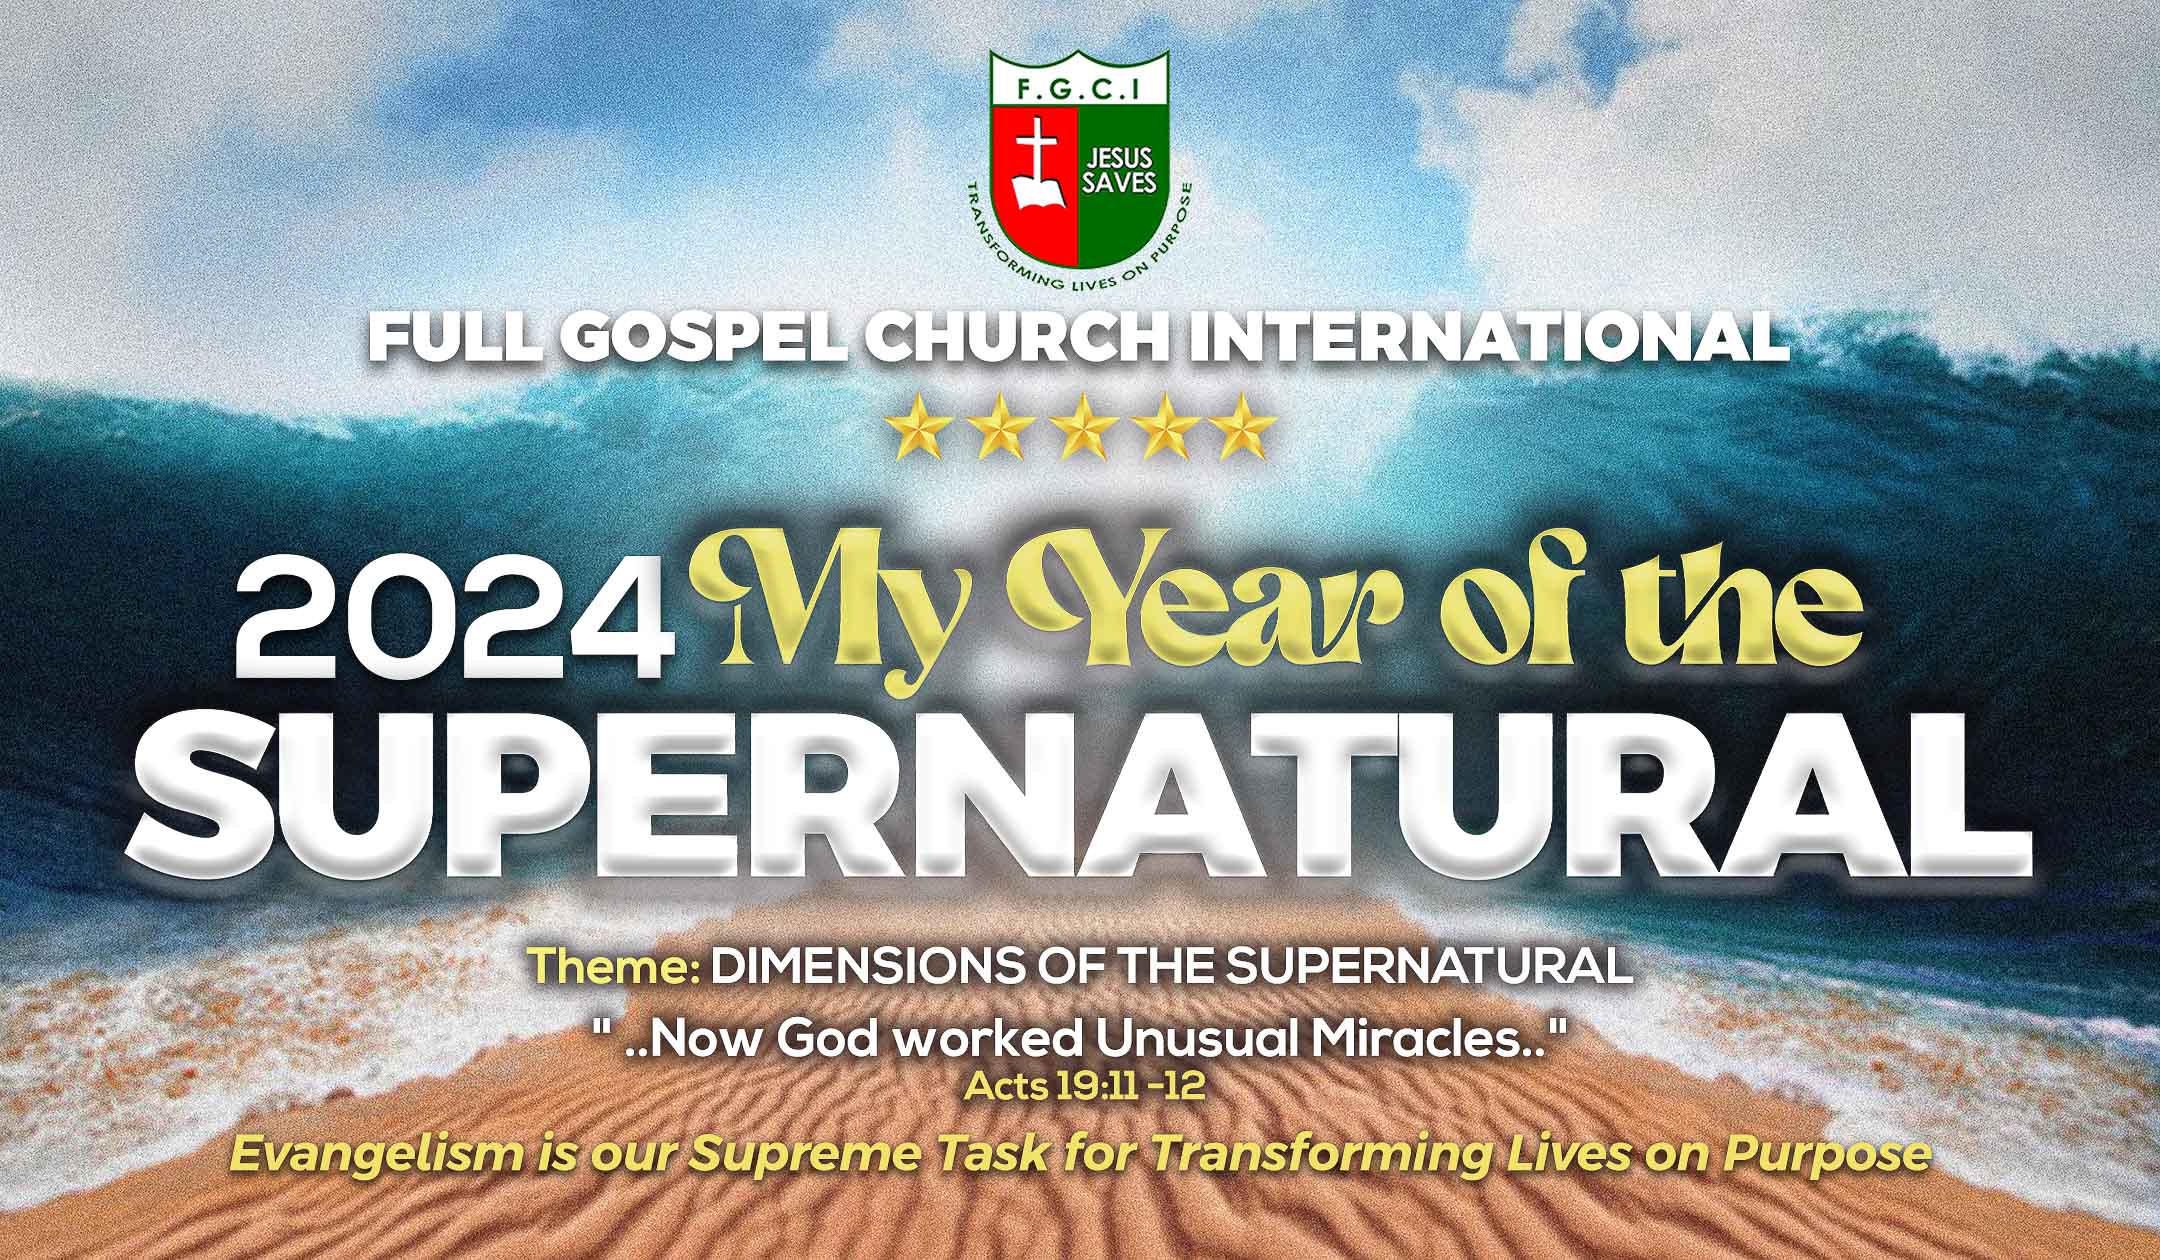 F.G.C.I
JESUS
SAVES
TRANSFORMING LIVES ON PURPOSE
FULL GOSPEL CHURCH INTERNATIONAL
2024 My Year of the
SUPERNATURAL
Theme: DIMENSIONS OF THE SUPERNATURAL
" ..Now God worked Unusual Miracles.. "
Acts 19:11 -12
Evangelism is our Supreme Task for Transforming Lives on Purpose